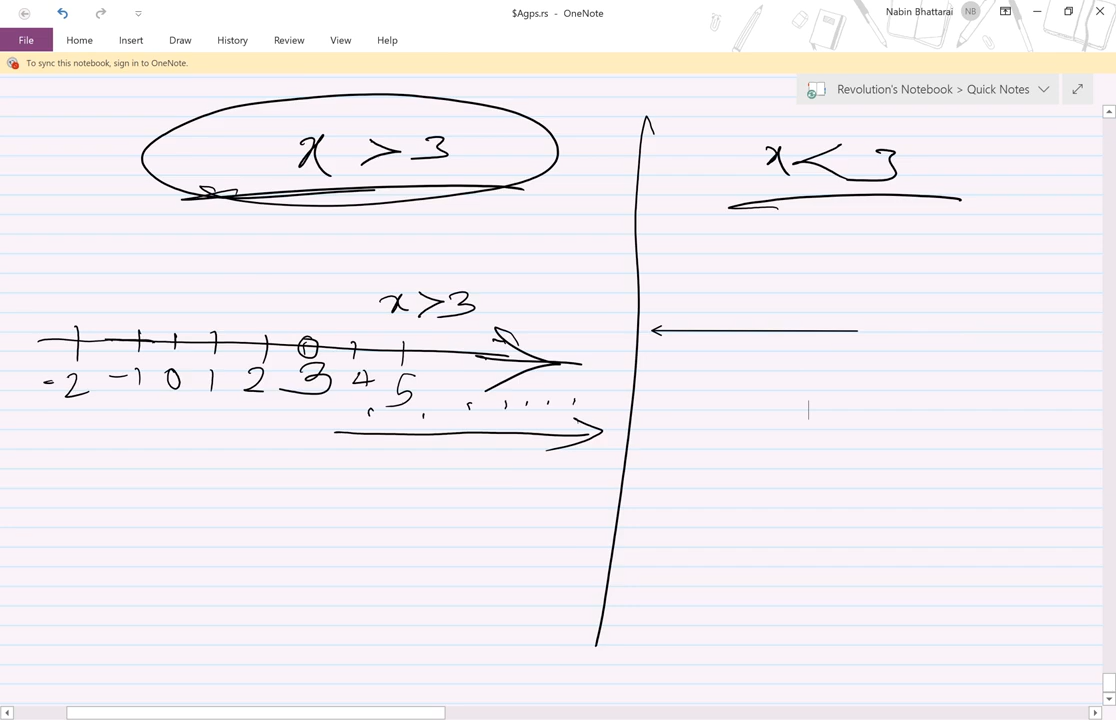 $Agps.rs - OneNote
Nabin Bhattarai NB
File Home Insert Draw History Review View Help
To sync this notebook, sign in to OneNote.
Revolution's Notebook > Quick Notes
x > 3
x < 3
x > 3
-2 -1 0 1 2 3 4 5